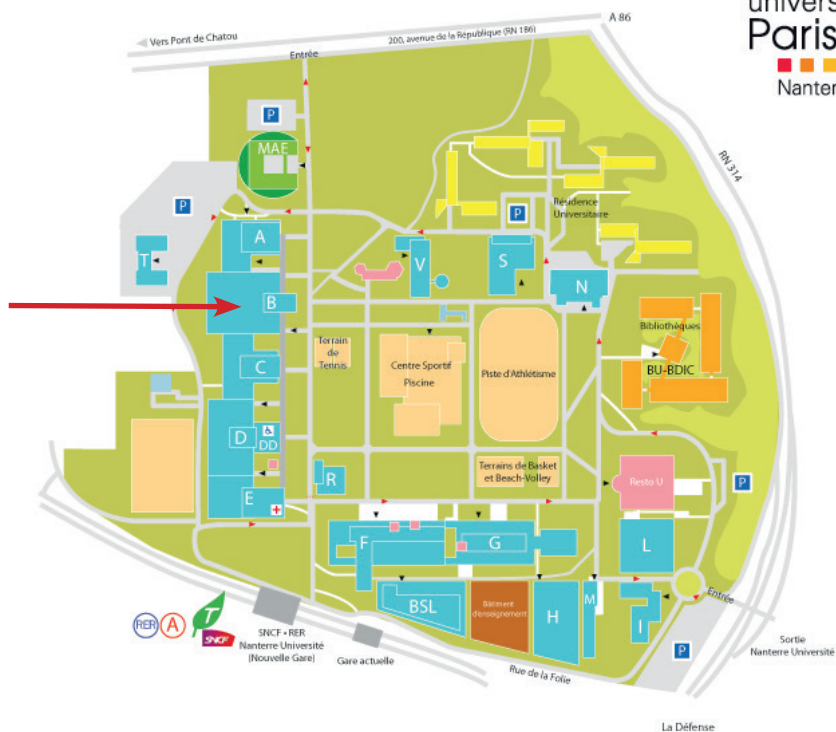 univers
Paris
Nanterre
A 86
Vers Pont de Chatou
200, avenue de la République (RN 186)
Entrée
P
MAE
RN 314
P
P
Résidence
Universitaire
A
T
V
S
N
B
Bibliothèques
BU-BDIC
Terrain
de
Tennis
Centre Sportif
Piscine
Piste d'Athlétisme
C
D
DD
Terrains de Basket
et Beach-Volley
R
Resto U
P
E
F
G
L
BSL
Bâtiment
d'enseignement
H
M
I
Entrée
RER
A
T
SNCF
SNCF • RER
Nanterre Université
(Nouvelle Gare)
Gare actuelle
P
Sortie
Nanterre Université
Rue de la Folie
La Défense